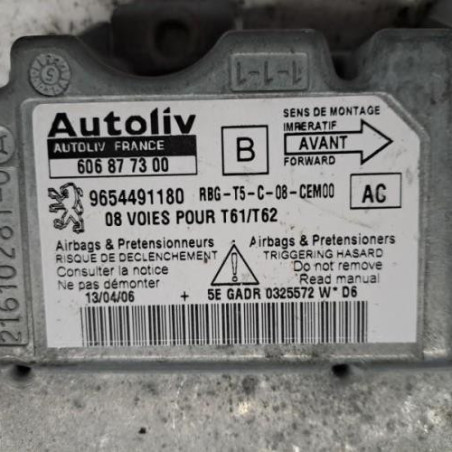 1-1-1
Autoliv
AUTOLIV FRANCE
606 87 73 00
B
SENS DE MONTAGE
IMPERATIF
AVANT
FORWARD
9654491180 RBG-T5-C-08-CEM00 AC
08 VOIES POUR T61/T62
Airbags & Pretensionneurs
RISQUE DE DECLENCHEMENT
Consulter la notice
Ne pas démonter
Airbags & Pretensioners
TRIGGERING HASARD
Do not remove
Read manual
13/04/06 + 5E GADR 0325572 W* D6
21610281-0 A